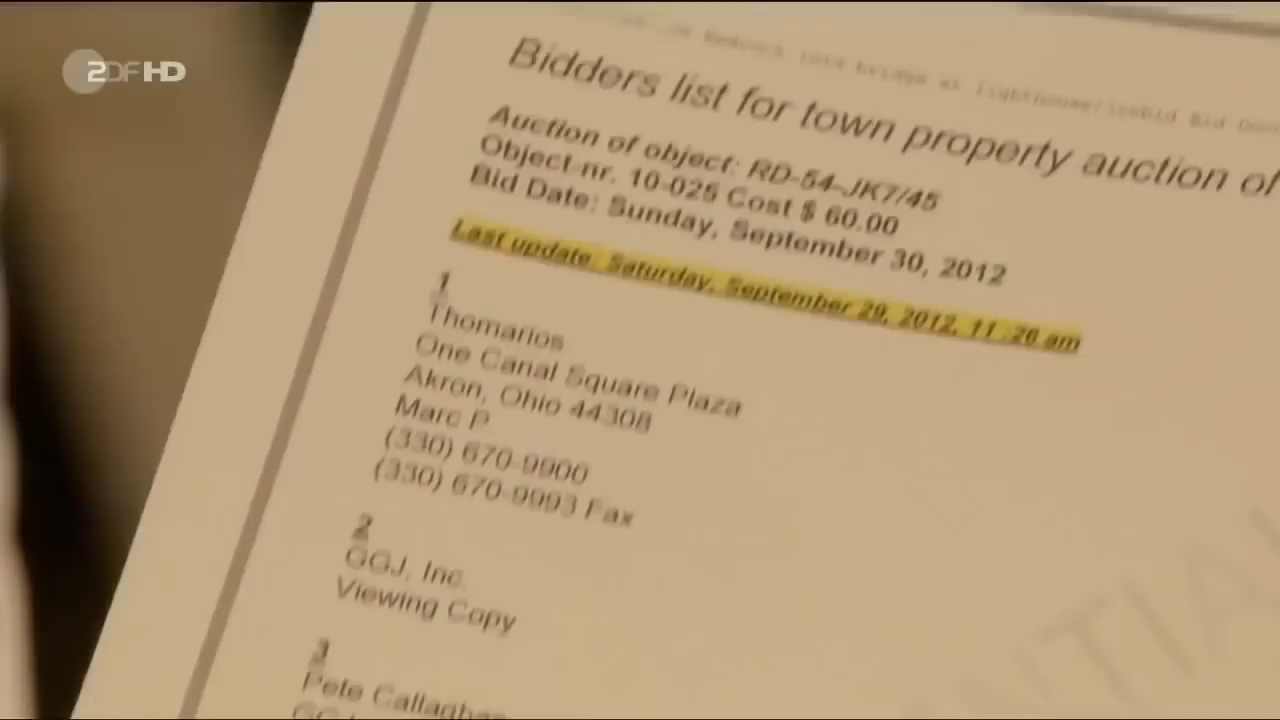 ZDF HD
Bidders list for town property auction of
Auction of object: RD-54-JK7/45
Object-nr. 10-025 Cost $ 60.00
Bid Date: Sunday, September 30, 2012
Last update: Saturday, September 29, 2012, 11:26 am
1
Thomarios
One Canal Square Plaza
Akron, Ohio 44308
Marc P
(330) 670-9900
(330) 670-9993 Fax
2
GGJ, Inc.
Viewing Copy
3
Pete Callaghan